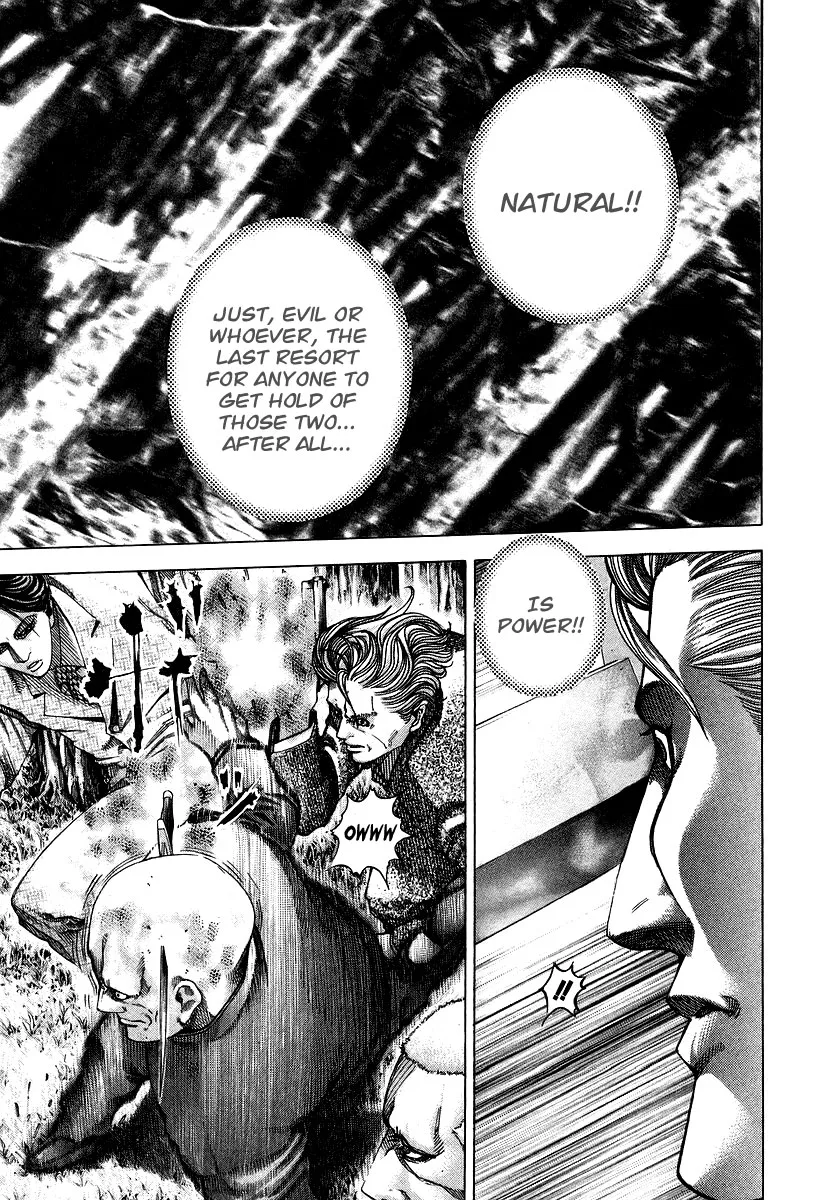 NATURAL!!
JUST, EVIL OR
WHOEVER, THE
LAST RESORT
FOR ANYONE TO
GET HOLD OF
THOSE TWO...
AFTER ALL...
IS
POWER!!
!!
OWWW